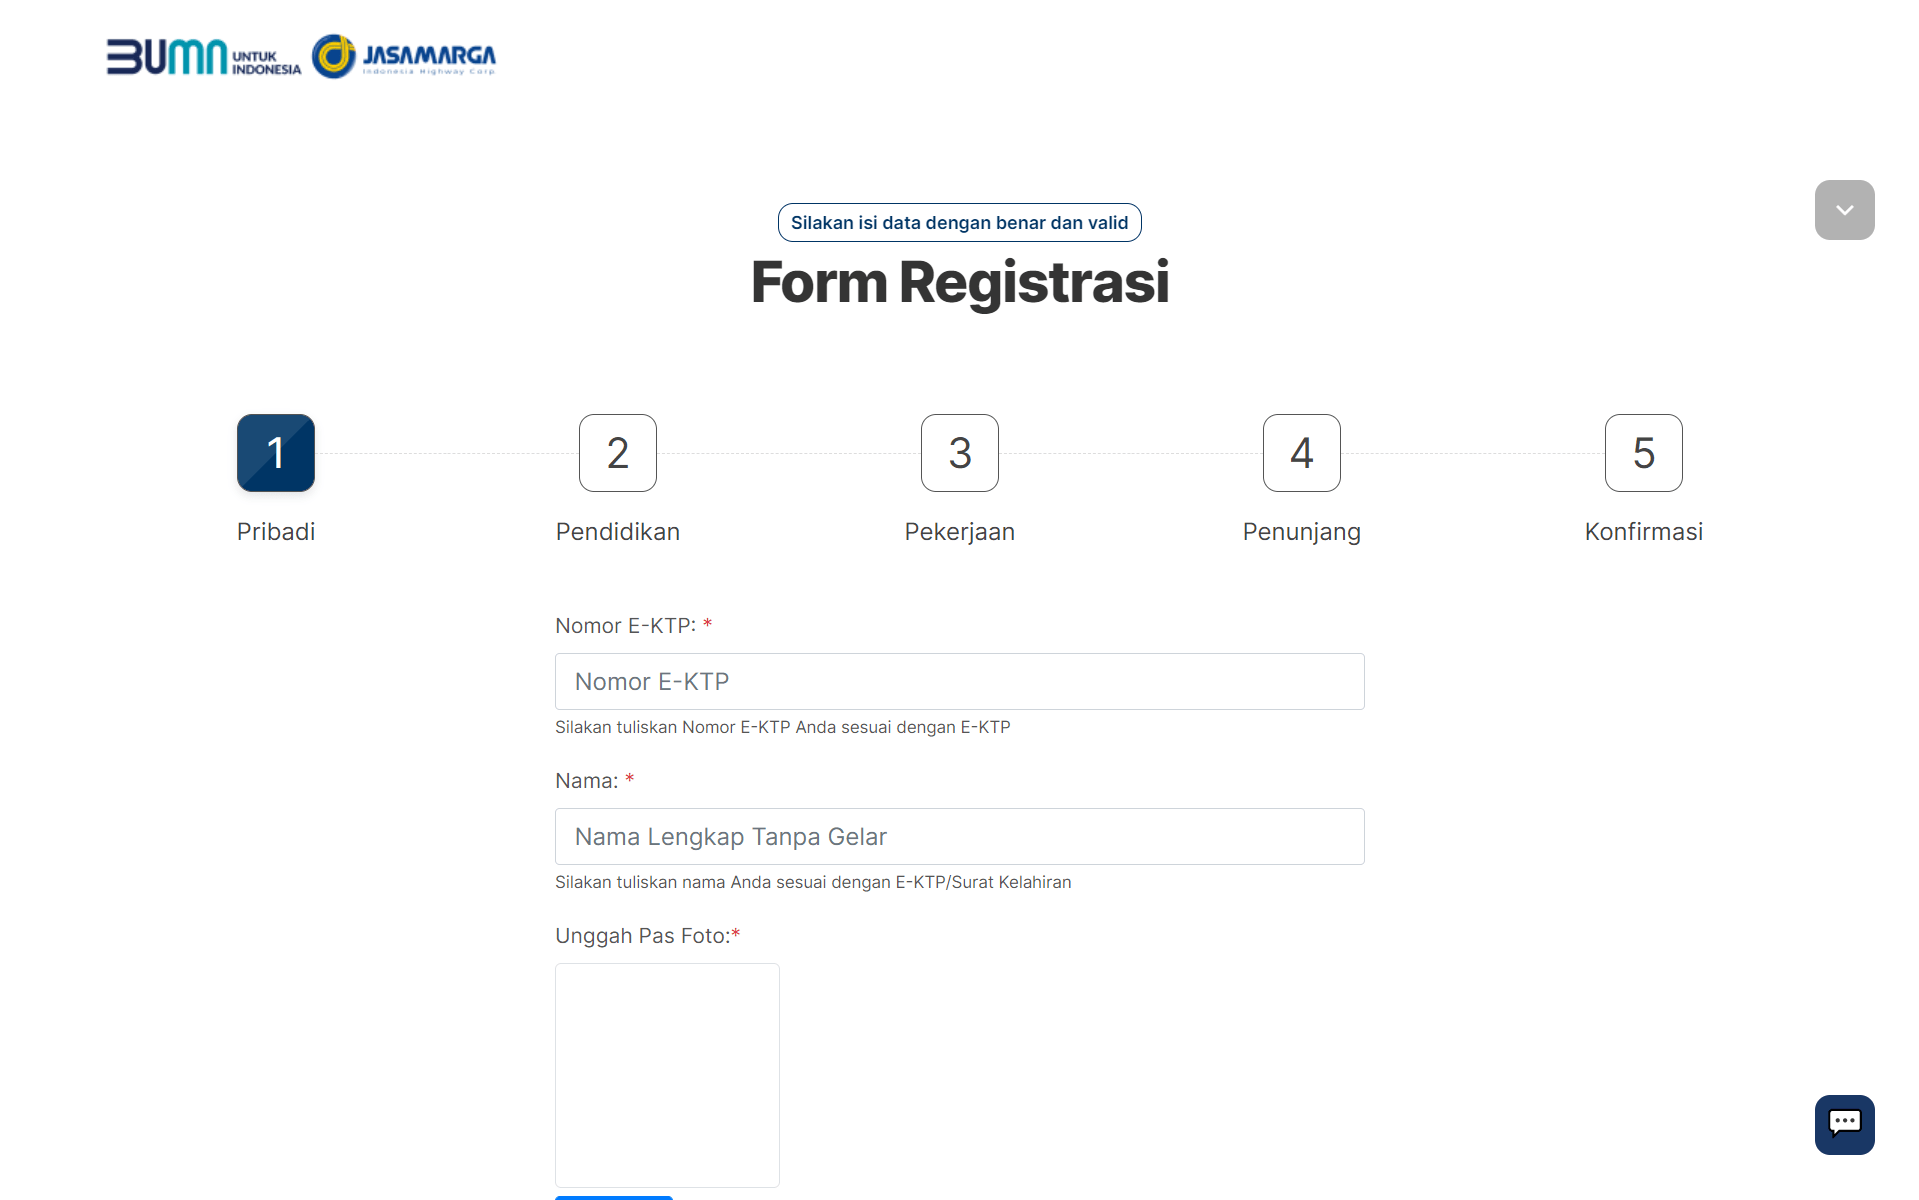 BUMN UNTUK INDONESIA
JASAMARGA
Indonesia Highway Corp
Silakan isi data dengan benar dan valid
Form Registrasi
1 2 3 4 5
Pribadi Pendidikan Pekerjaan Penunjang Konfirmasi
Nomor E-KTP: *
Nomor E-KTP
Silakan tuliskan Nomor E-KTP Anda sesuai dengan E-KTP
Nama: *
Nama Lengkap Tanpa Gelar
Silakan tuliskan nama Anda sesuai dengan E-KTP/Surat Kelahiran
Unggah Pas Foto:*